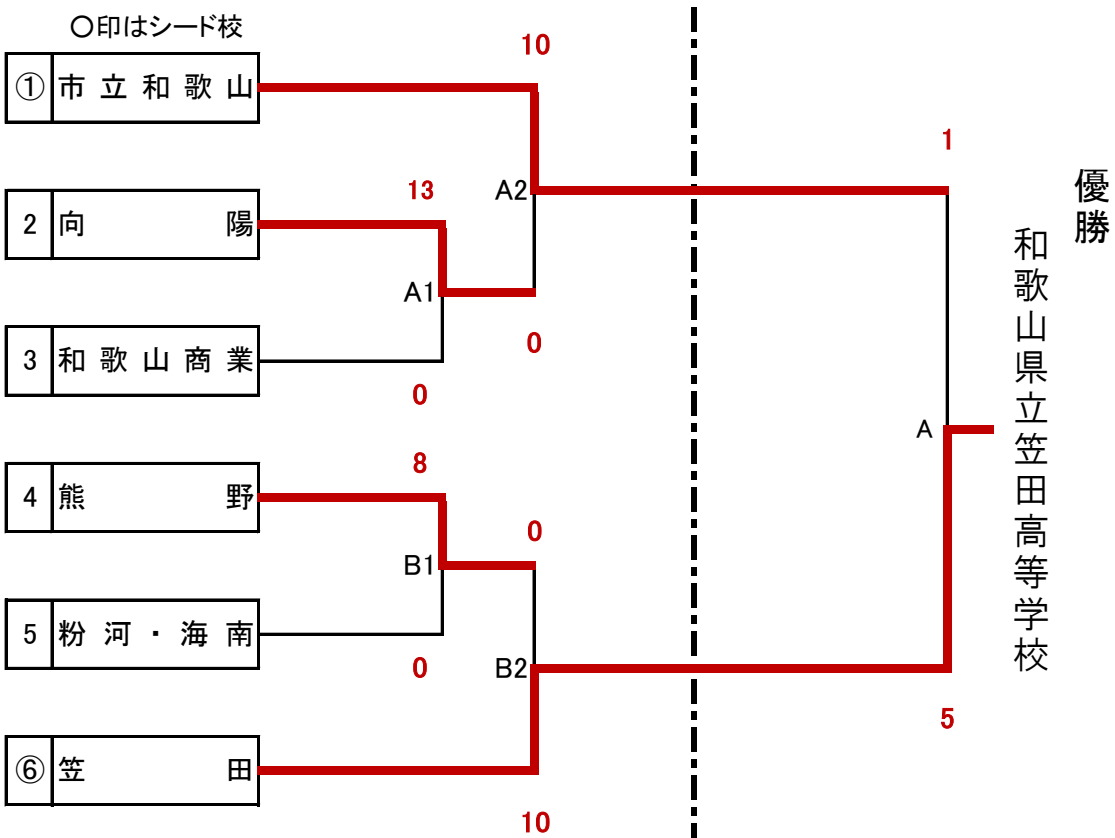 〇印はシード校
10
① 市立和歌山
1
A2
13
2 向陽
A1
3 和歌山商業
0
0
8
4 熊野
0
B1
5 粉河・海南
0
B2
5
⑥ 笠田
10
A
優勝
和歌山県立笠田高等学校